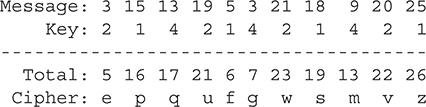 Message: 3 15 13 19 5 3 21 18 9 20 25
Key: 2 1 4 2 1 4 2 1 4 2 1
Total: 5 16 17 21 6 7 23 19 13 22 26
Cipher: e p q u f g w s m v z